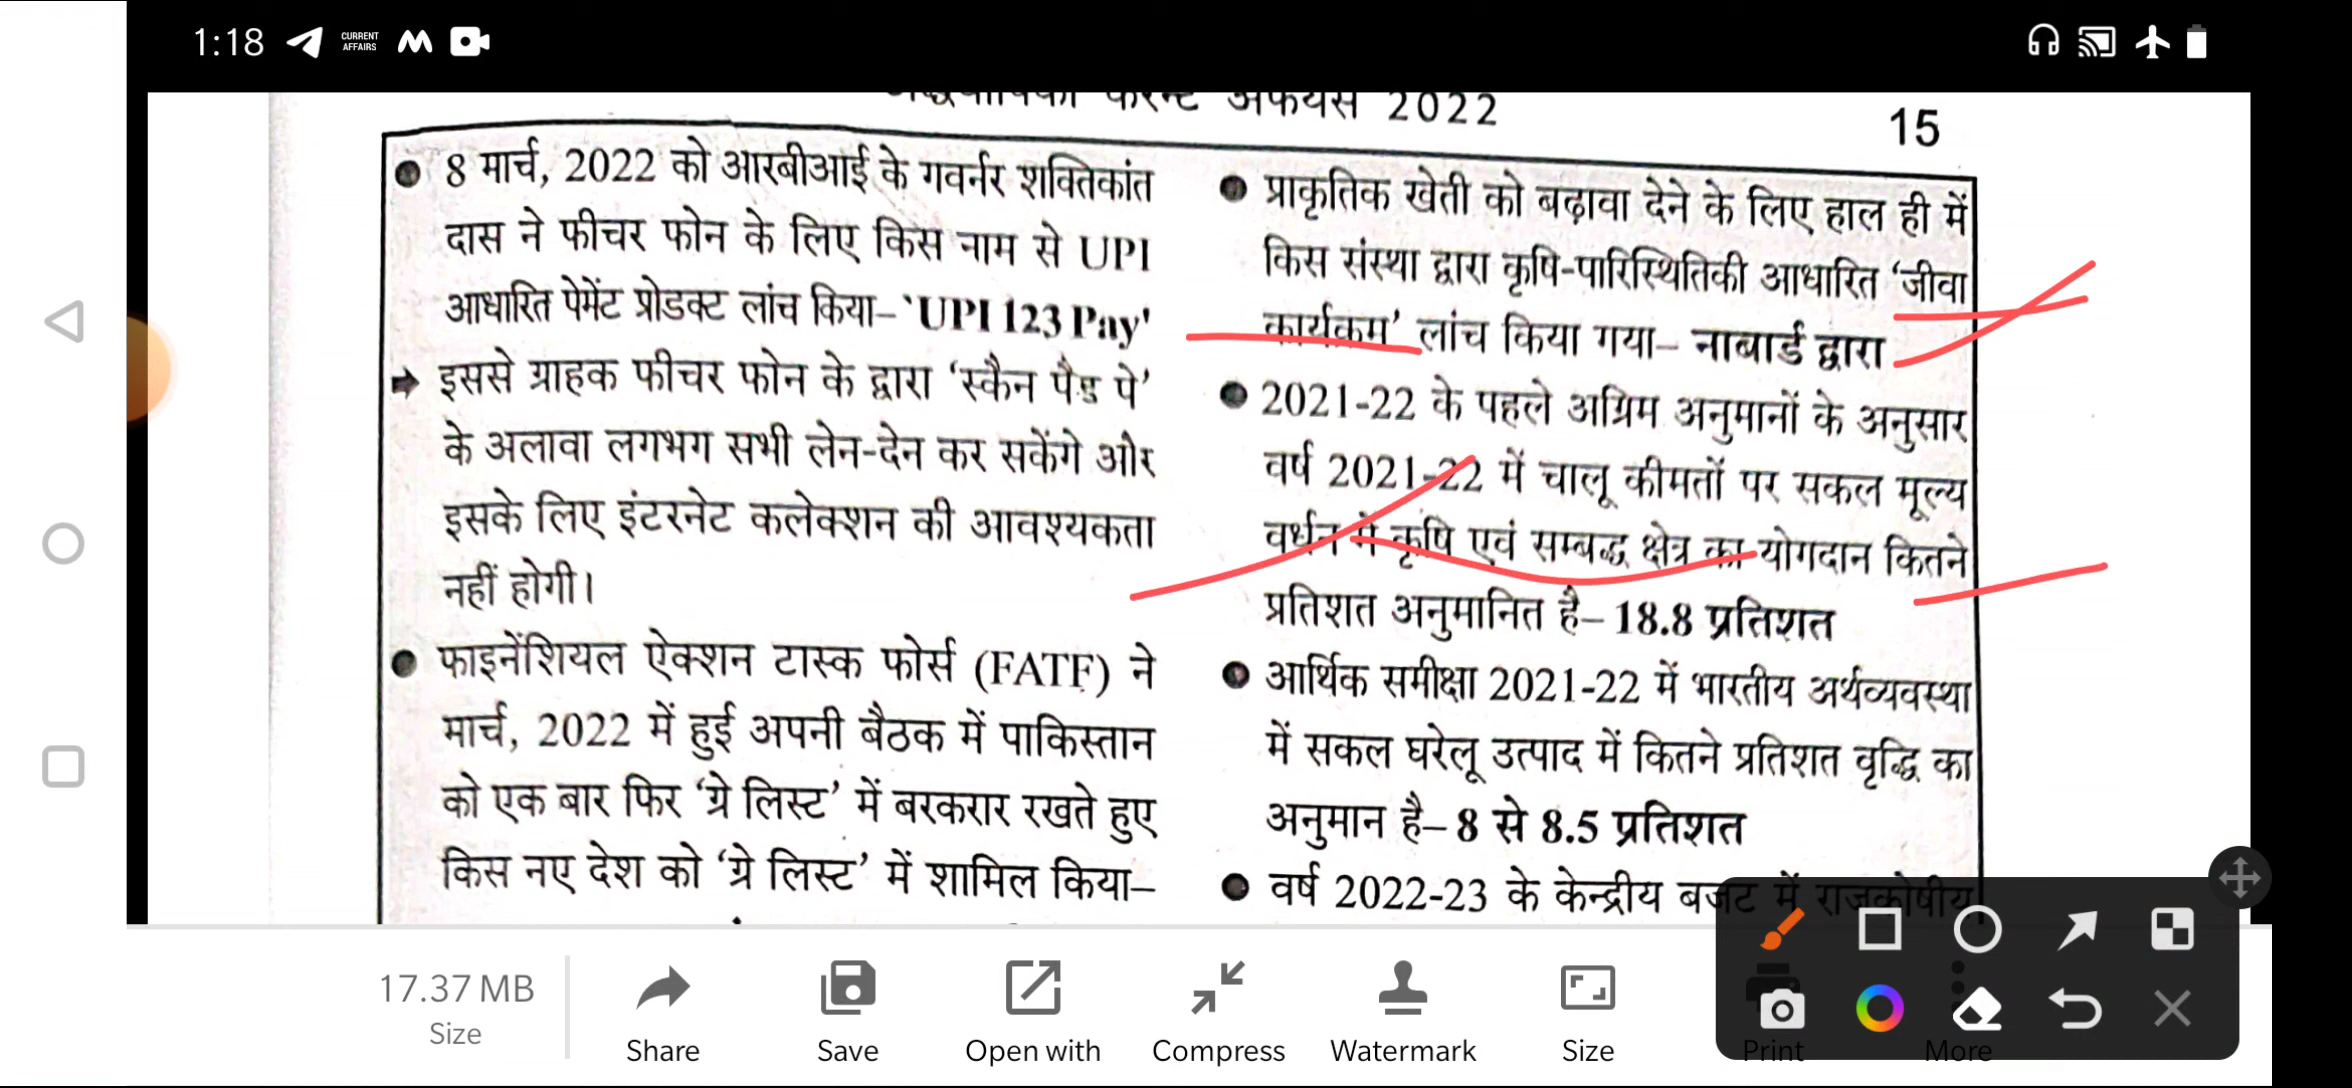 1:18
CURRENT
AFFAIRS
करेन्ट अफेयर्स 2022
15
8 मार्च, 2022 को आरबीआई के गवर्नर शक्तिकांत
दास ने फीचर फोन के लिए किस नाम से UPI
आधारित पेमेंट प्रोडक्ट लांच किया– 'UPI 123 Pay'
इससे ग्राहक फीचर फोन के द्वारा ‘स्कैन पैड पे’
के अलावा लगभग सभी लेन-देन कर सकेंगे और
इसके लिए इंटरनेट कलेक्शन की आवश्यकता
नहीं होगी।
फाइनेंशियल ऐक्शन टास्क फोर्स (FATF) ने
मार्च, 2022 में हुई अपनी बैठक में पाकिस्तान
को एक बार फिर ‘ग्रे लिस्ट’ में बरकरार रखते हुए
किस नए देश को ‘ग्रे लिस्ट’ में शामिल किया–
प्राकृतिक खेती को बढ़ावा देने के लिए हाल ही में
किस संस्था द्वारा कृषि-पारिस्थितिकी आधारित ‘जीवा
कार्यक्रम’ लांच किया गया– नाबार्ड द्वारा
2021-22 के पहले अग्रिम अनुमानों के अनुसार
वर्ष 2021-22 में चालू कीमतों पर सकल मूल्य
वर्धन में कृषि एवं सम्बद्ध क्षेत्र का योगदान कितने
प्रतिशत अनुमानित है– 18.8 प्रतिशत
आर्थिक समीक्षा 2021-22 में भारतीय अर्थव्यवस्था
में सकल घरेलू उत्पाद में कितने प्रतिशत वृद्धि का
अनुमान है– 8 से 8.5 प्रतिशत
वर्ष 2022-23 के केन्द्रीय बजट में राजकोषीय
17.37 MB
Size
Share
Save
Open with
Compress
Watermark
Size
Print
More